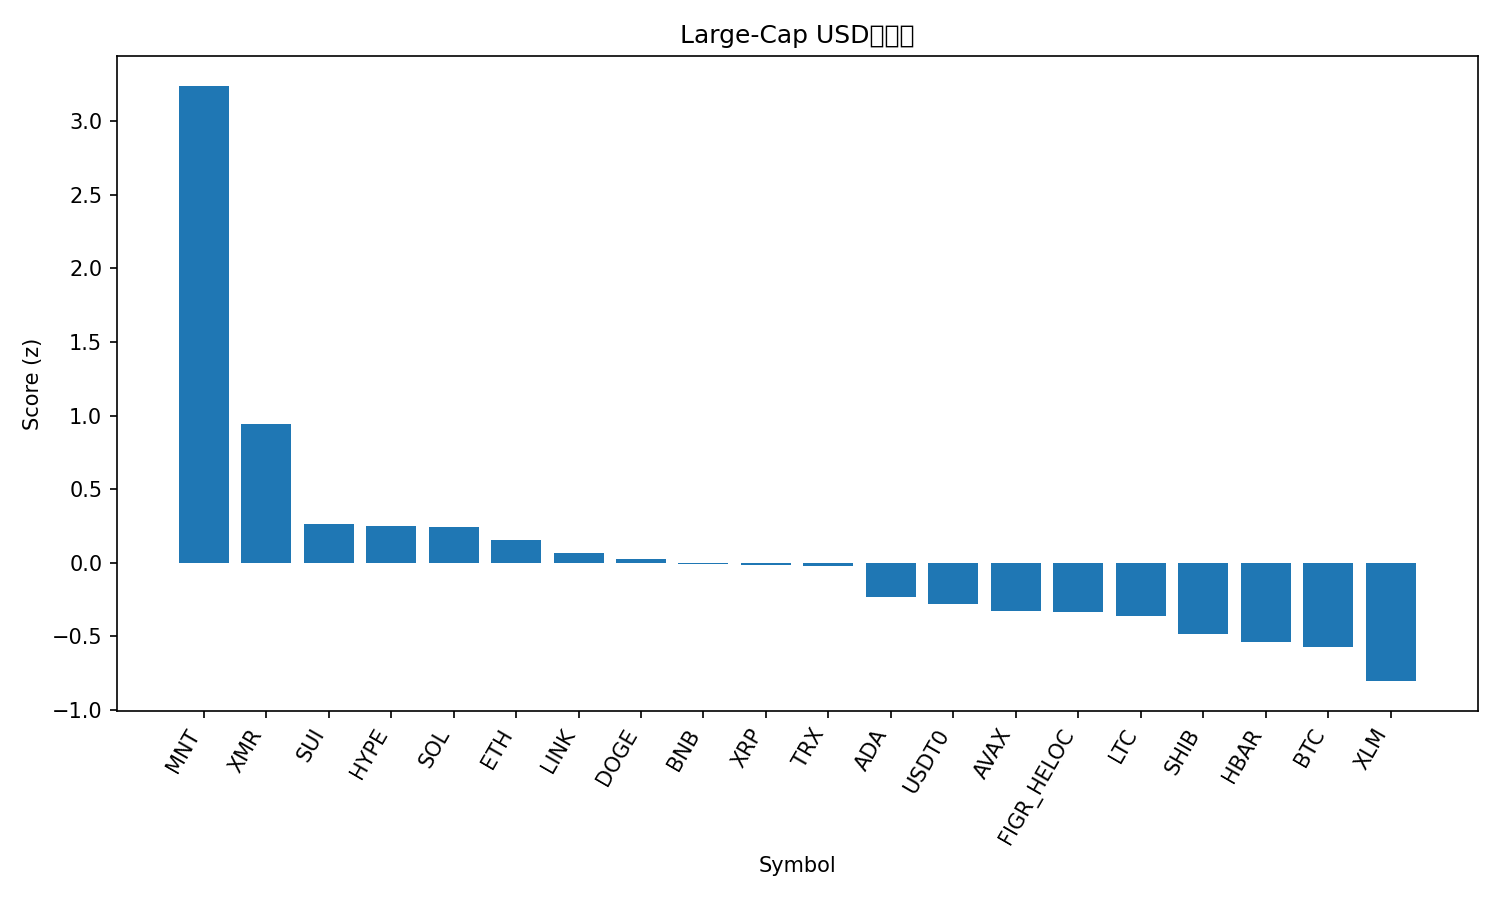 Large-Cap USD
3.0
2.5
2.0
1.5
1.0
0.5
0.0
−0.5
−1.0
Score (z)
MNT
XMR
SUI
HYPE
SOL
ETH
LINK
DOGE
BNB
XRP
TRX
ADA
USDT0
AVAX
FIGR_HELOC
LTC
SHIB
HBAR
BTC
XLM
Symbol